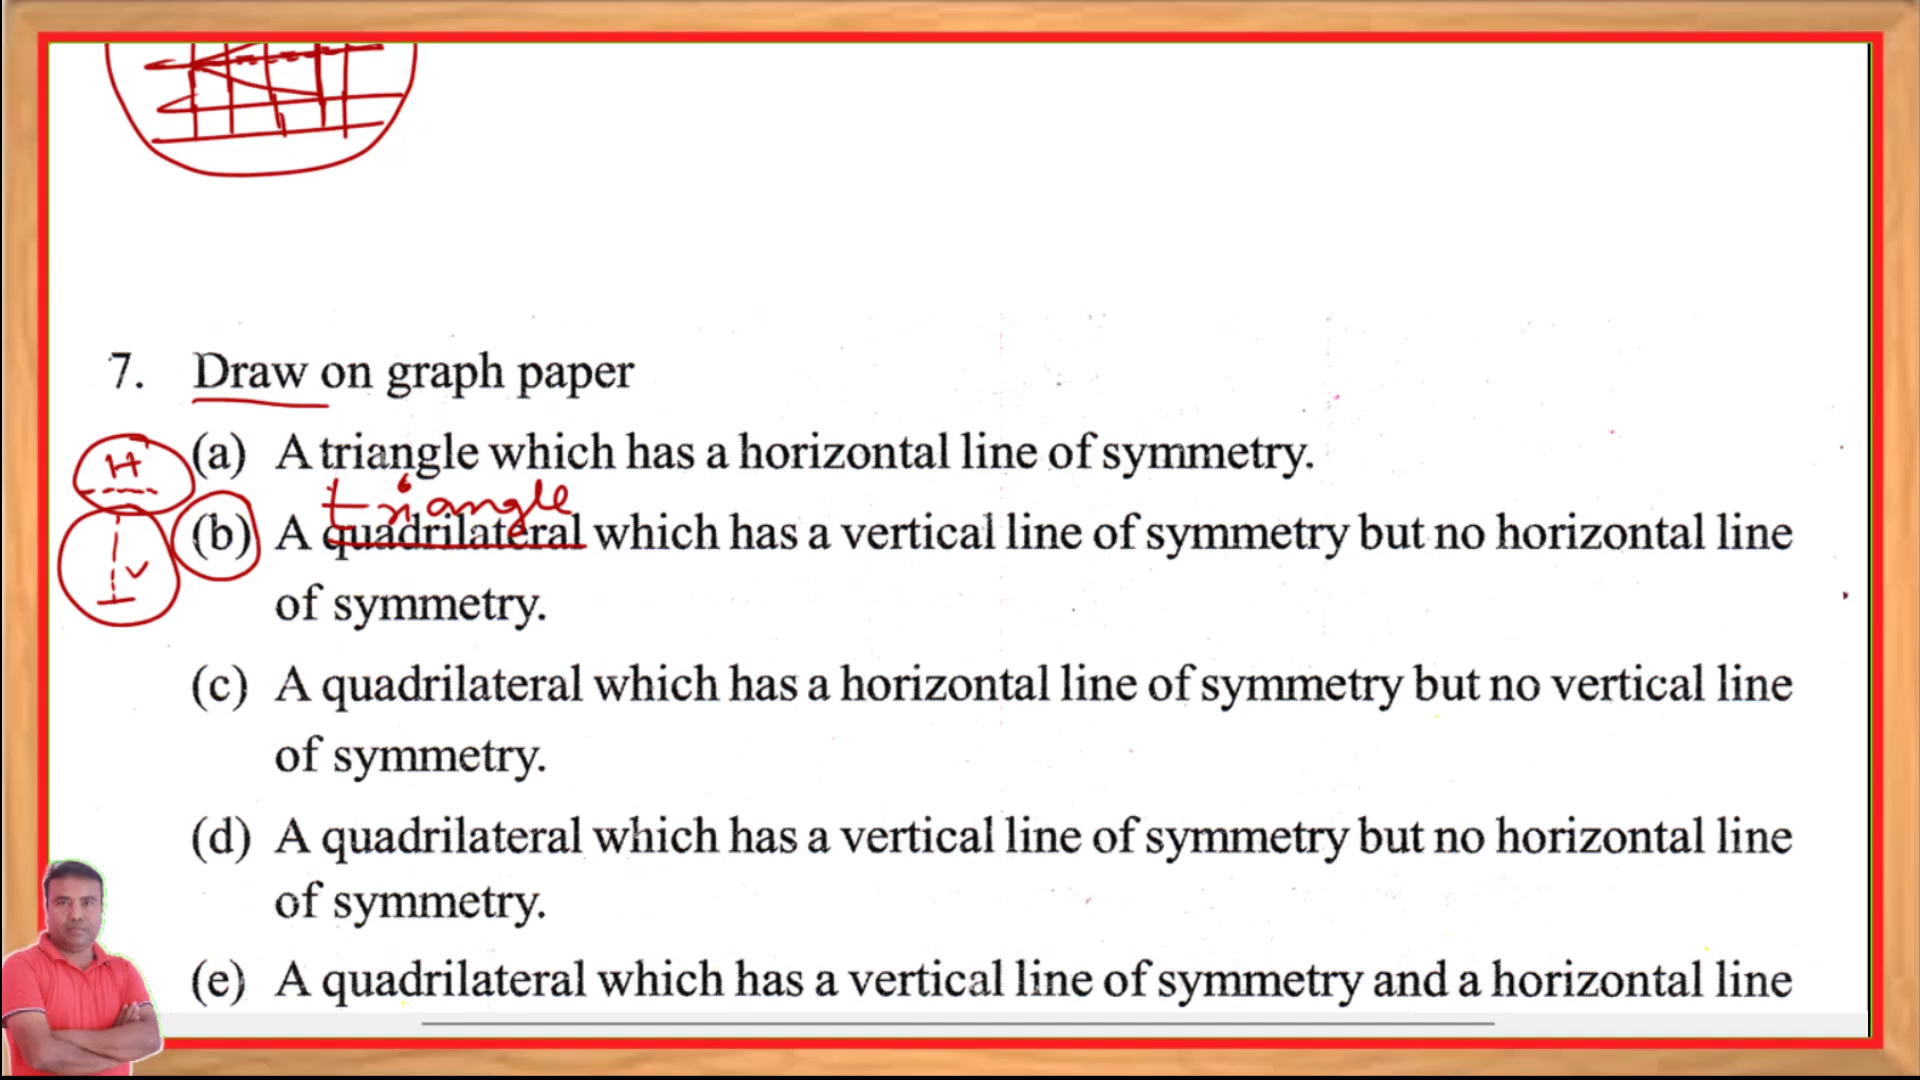 7. Draw on graph paper
(a) A triangle which has a horizontal line of symmetry.
H
triangle
(b) A quadrilateral which has a vertical line of symmetry but no horizontal line
V
of symmetry.
(c) A quadrilateral which has a horizontal line of symmetry but no vertical line
of symmetry.
(d) A quadrilateral which has a vertical line of symmetry but no horizontal line
of symmetry.
(e) A quadrilateral which has a vertical line of symmetry and a horizontal line